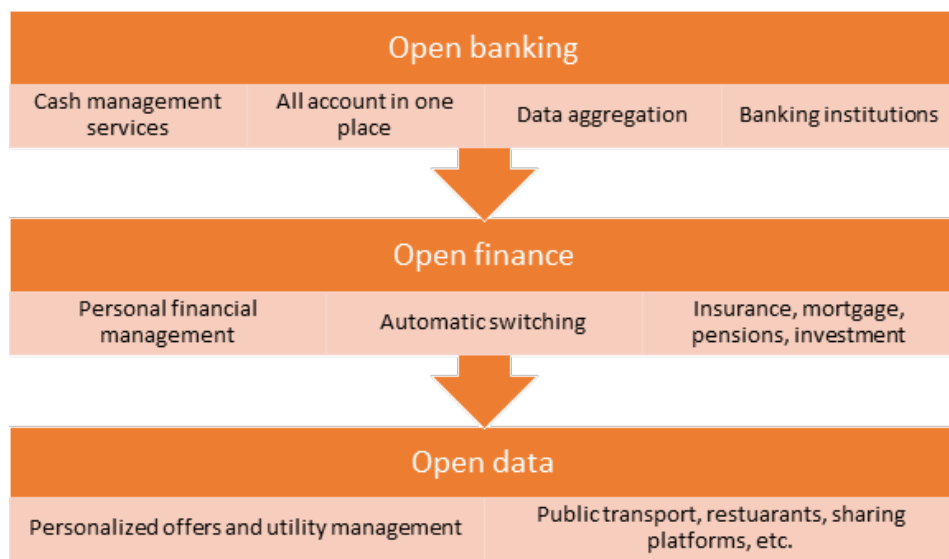 Open banking
Cash management
services
All account in one
place
Data aggregation
Banking institutions
Open finance
Personal financial
management
Automatic switching
Insurance, mortgage,
pensions, investment
Open data
Personalized offers and utility management
Public transport, restuarants, sharing
platforms, etc.